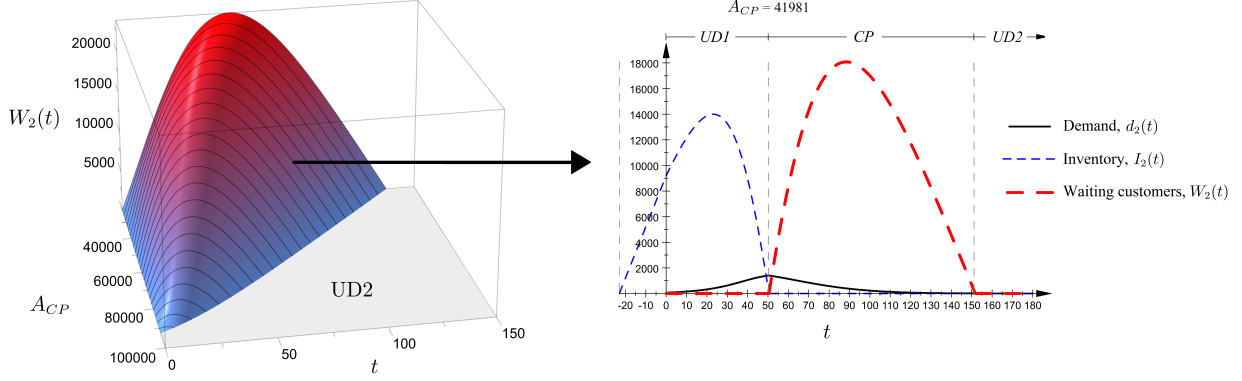 20000
15000
W₂(t)
10000
5000
40000
60000
A_CP
80000
100000
0
50
100
150
t
UD2
A_CP = 41981
UD1
CP
UD2
18000
16000
14000
12000
10000
8000
6000
4000
2000
-20 -10 0 10 20 30 40 50 60 70 80 90 100 110 120 130 140 150 160 170 180
t
Demand, d₂(t)
Inventory, I₂(t)
Waiting customers, W₂(t)